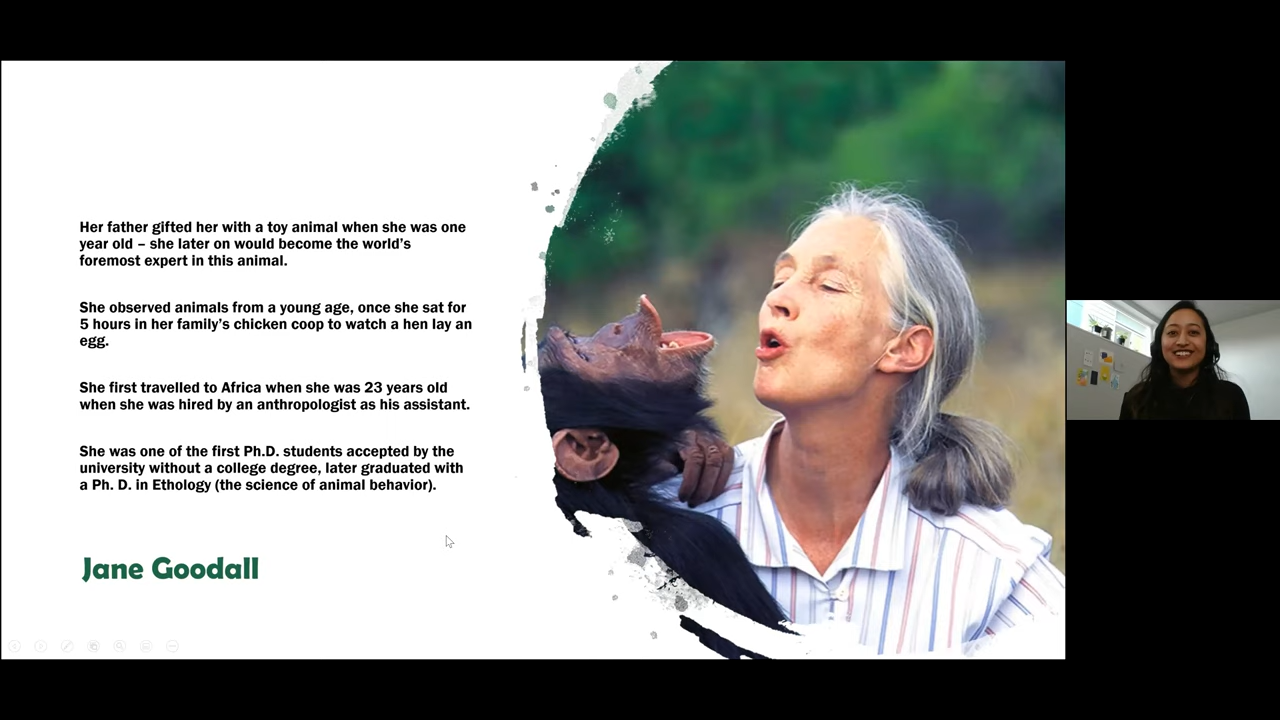 Her father gifted her with a toy animal when she was one
year old – she later on would become the world's
foremost expert in this animal.
She observed animals from a young age, once she sat for
5 hours in her family's chicken coop to watch a hen lay an
egg.
She first travelled to Africa when she was 23 years old
when she was hired by an anthropologist as his assistant.
She was one of the first Ph.D. students accepted by the
university without a college degree, later graduated with
a Ph. D. in Ethology (the science of animal behavior).
Jane Goodall